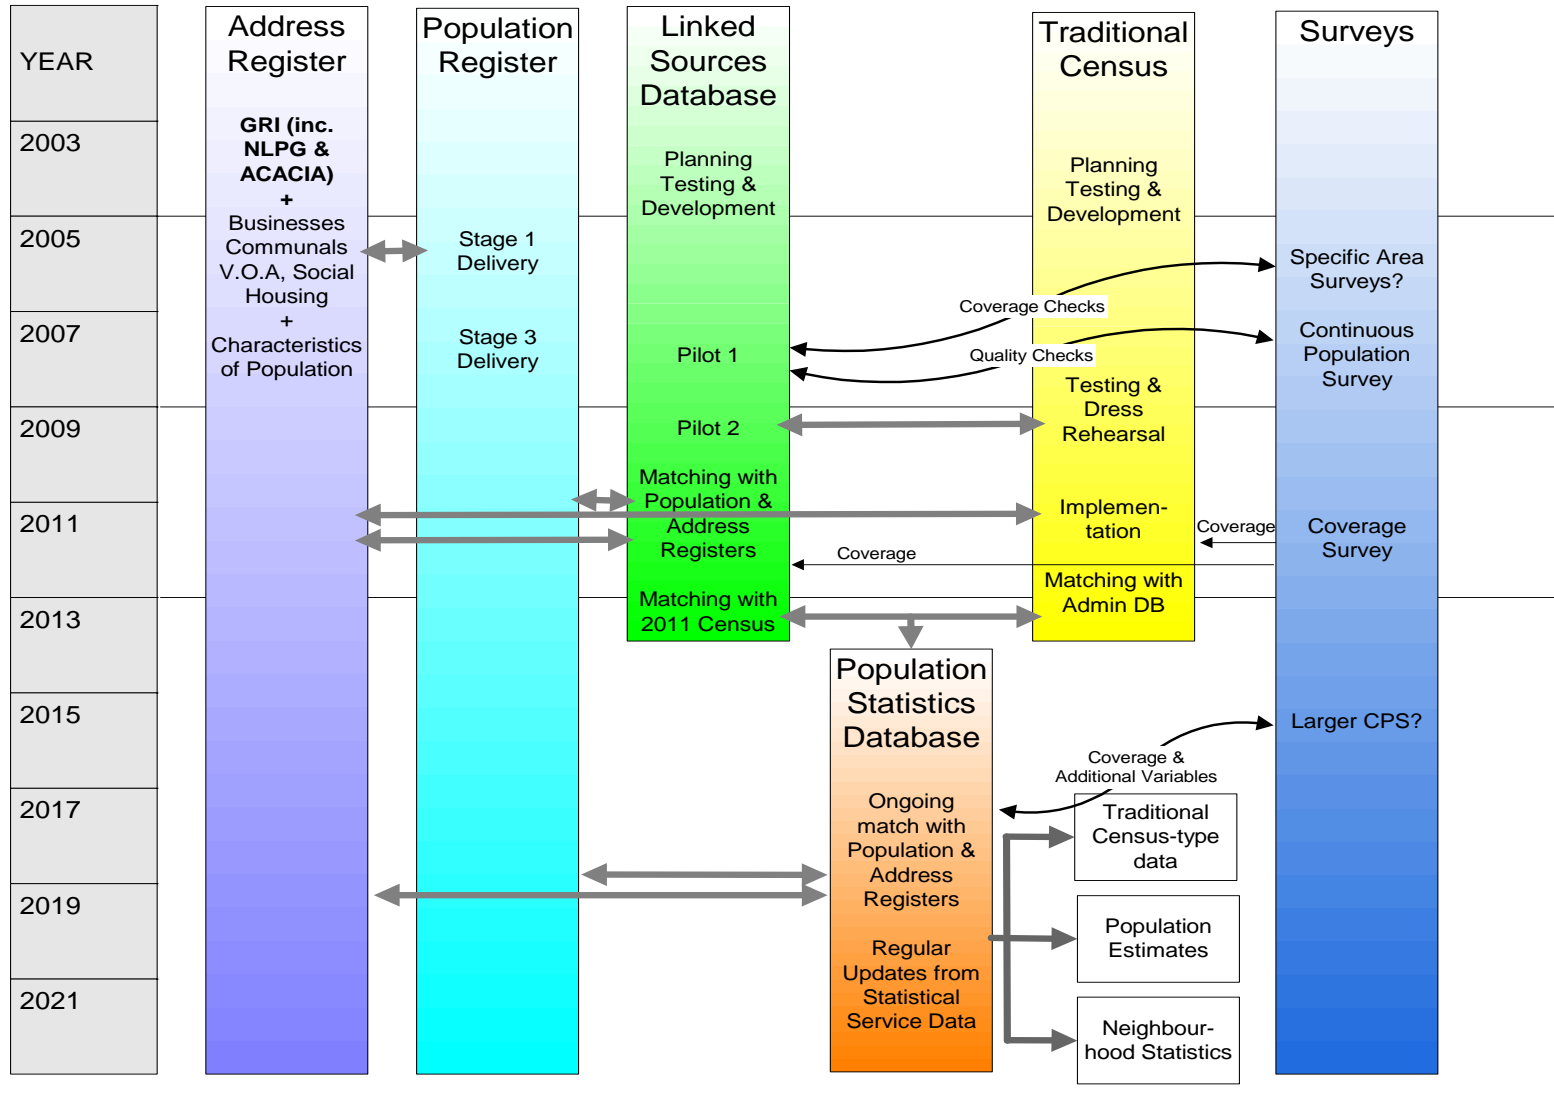 YEAR
2003
2005
2007
2009
2011
2013
2015
2017
2019
2021
Address
Register
GRI (inc.
NLPG &
ACACIA)
+
Businesses
Communals
V.O.A, Social
Housing
+
Characteristics
of Population
Population
Register
Stage 1
Delivery
Stage 3
Delivery
Linked
Sources
Database
Planning
Testing &
Development
Pilot 1
Pilot 2
Matching with
Population &
Address
Registers
Matching with
2011 Census
Traditional
Census
Planning
Testing &
Development
Coverage Checks
Quality Checks
Testing &
Dress
Rehearsal
Implemen-
tation
Coverage
Coverage
Matching with
Admin DB
Surveys
Specific Area
Surveys?
Continuous
Population
Survey
Coverage
Survey
Larger CPS?
Population
Statistics
Database
Ongoing
match with
Population &
Address
Registers
Regular
Updates from
Statistical
Service Data
Coverage &
Additional Variables
Traditional
Census-type
data
Population
Estimates
Neighbour-
hood Statistics